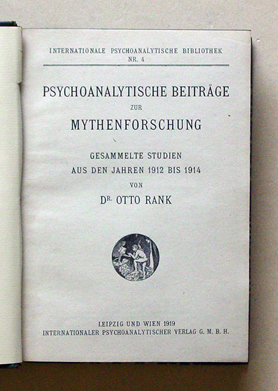 INTERNATIONALE PSYCHOANALYTISCHE BIBLIOTHEK
NR. 4
PSYCHOANALYTISCHE BEITRÄGE
ZUR
MYTHENFORSCHUNG
GESAMMELTE STUDIEN
AUS DEN JAHREN 1912 BIS 1914
VON
DR. OTTO RANK
LEIPZIG UND WIEN 1919
INTERNATIONALER PSYCHOANALYTISCHER VERLAG G. M. B. H.